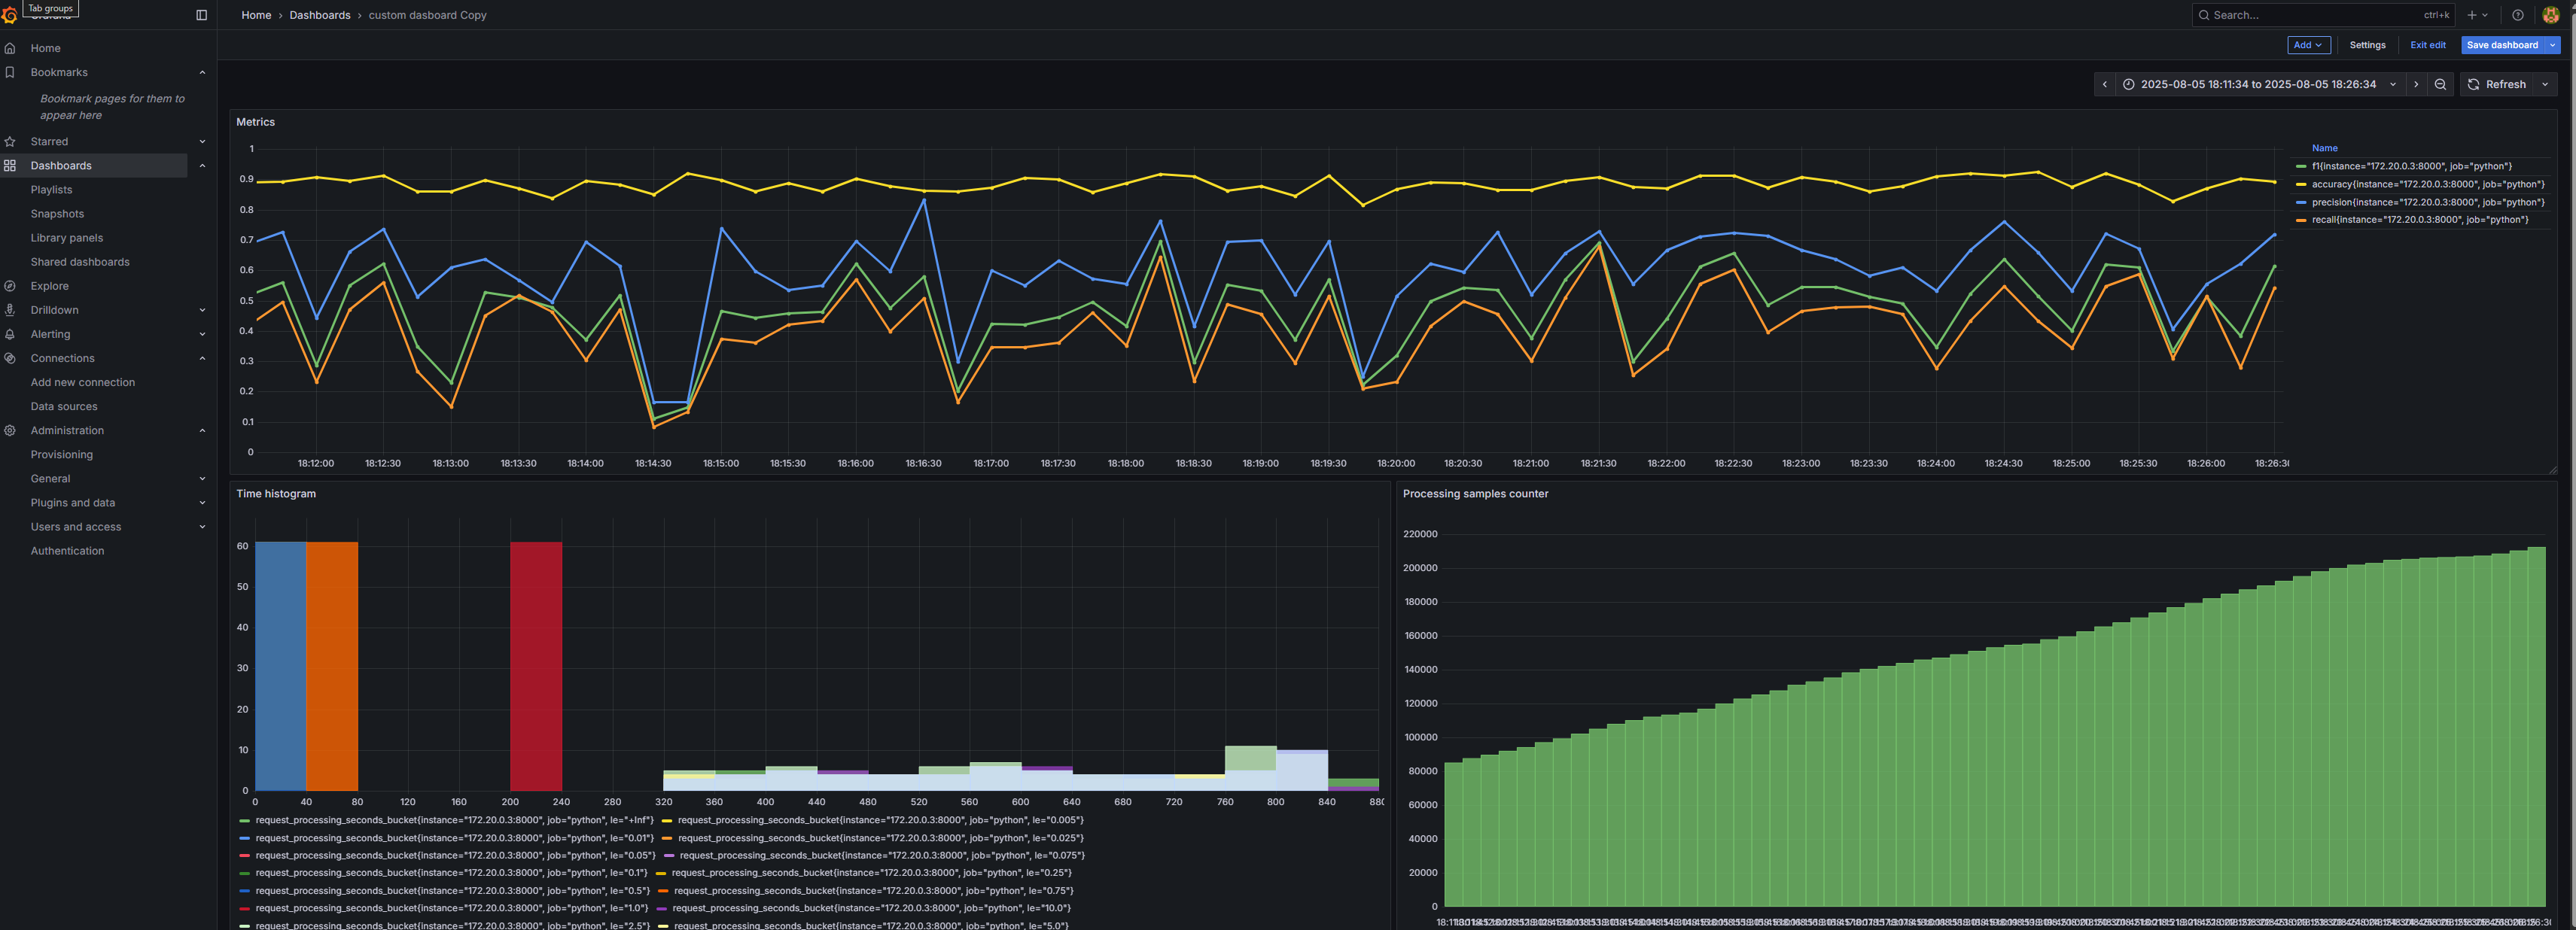 Tab groups
Home › Dashboards › custom dasboard Copy
Search...
ctrl+k
Add
Settings
Exit edit
Save dashboard
2025-08-05 18:11:34 to 2025-08-05 18:26:34
Refresh
Home
Bookmarks
Bookmark pages for them to
appear here
Starred
Dashboards
Playlists
Snapshots
Library panels
Shared dashboards
Explore
Drilldown
Alerting
Connections
Add new connection
Data sources
Administration
Provisioning
General
Plugins and data
Users and access
Authentication
Metrics
1
0.9
0.8
0.7
0.6
0.5
0.4
0.3
0.2
0.1
0
18:12:00 18:12:30 18:13:00 18:13:30 18:14:00 18:14:30 18:15:00 18:15:30 18:16:00 18:16:30 18:17:00 18:17:30 18:18:00 18:18:30 18:19:00 18:19:30 18:20:00 18:20:30 18:21:00 18:21:30 18:22:00 18:22:30 18:23:00 18:23:30 18:24:00 18:24:30 18:25:00 18:25:30 18:26:00
Name
f1{instance="172.20.0.3:8000", job="python"}
accuracy{instance="172.20.0.3:8000", job="python"}
precision{instance="172.20.0.3:8000", job="python"}
recall{instance="172.20.0.3:8000", job="python"}
Time histogram
60
50
40
30
20
10
0
0 40 80 120 160 200 240 280 320 360 400 440 480 520 560 600 640 680 720 760 800 840 880
request_processing_seconds_bucket{instance="172.20.0.3:8000", job="python", le="+Inf"} request_processing_seconds_bucket{instance="172.20.0.3:8000", job="python", le="0.005"}
request_processing_seconds_bucket{instance="172.20.0.3:8000", job="python", le="0.01"} request_processing_seconds_bucket{instance="172.20.0.3:8000", job="python", le="0.025"}
request_processing_seconds_bucket{instance="172.20.0.3:8000", job="python", le="0.05"} request_processing_seconds_bucket{instance="172.20.0.3:8000", job="python", le="0.075"}
request_processing_seconds_bucket{instance="172.20.0.3:8000", job="python", le="0.1"} request_processing_seconds_bucket{instance="172.20.0.3:8000", job="python", le="0.25"}
request_processing_seconds_bucket{instance="172.20.0.3:8000", job="python", le="0.5"} request_processing_seconds_bucket{instance="172.20.0.3:8000", job="python", le="0.75"}
request_processing_seconds_bucket{instance="172.20.0.3:8000", job="python", le="1.0"} request_processing_seconds_bucket{instance="172.20.0.3:8000", job="python", le="10.0"}
request_processing_seconds_bucket{instance="172.20.0.3:8000", job="python", le="2.5"} request_processing_seconds_bucket{instance="172.20.0.3:8000", job="python", le="5.0"}
Processing samples counter
220000
200000
180000
160000
140000
120000
100000
80000
60000
40000
20000
0